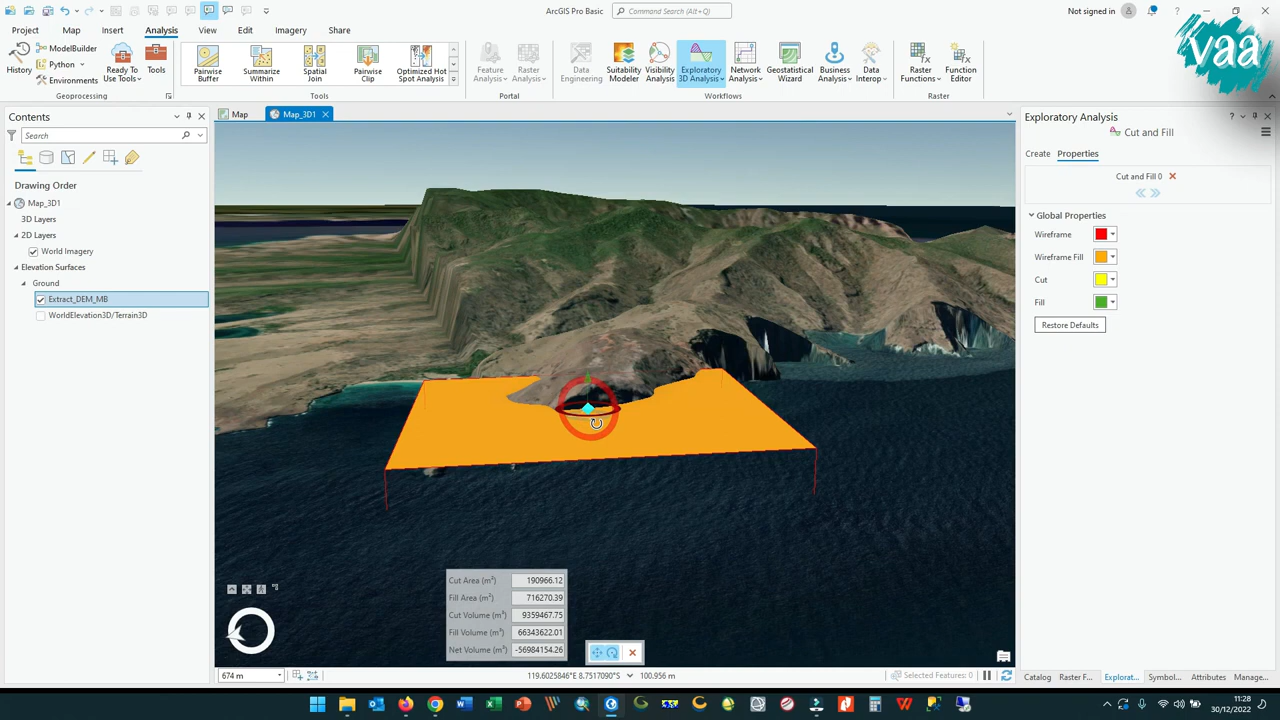 ArcGIS Pro Basic
Command Search (Alt+Q)
Not signed in
Project Map Insert Analysis View Edit Imagery Share
vaa
History
ModelBuilder
Python
Environments
Ready To Use Tools
Tools
Pairwise Buffer
Summarize Within
Spatial Join
Pairwise Clip
Optimized Hot Spot Analysis
Feature Analysis
Raster Analysis
Data Engineering
Suitability Modeler
Visibility Analysis
Exploratory 3D Analysis
Network Analysis
Geostatistical Wizard
Business Analysis
Data Interop
Raster Functions
Function Editor
Geoprocessing Tools Portal Workflows Raster
Contents
Search
Drawing Order
Map_3D1
3D Layers
2D Layers
World Imagery
Elevation Surfaces
Ground
Extract_DEM_MB
WorldElevation3D/Terrain3D
Map
Map_3D1
Cut Area (m²) 190966.12
Fill Area (m²) 716270.39
Cut Volume (m³) 9359467.75
Fill Volume (m³) 66343622.01
Net Volume (m³) -56984154.26
674 m
119.6025846°E 8.7517090°S
100.956 m
Selected Features: 0
Exploratory Analysis
Cut and Fill
Create Properties
Cut and Fill 0
Global Properties
Wireframe
Wireframe Fill
Cut
Fill
Restore Defaults
Catalog Raster F... Explorat... Symbol... Attributes Manage...
11:28
30/12/2022